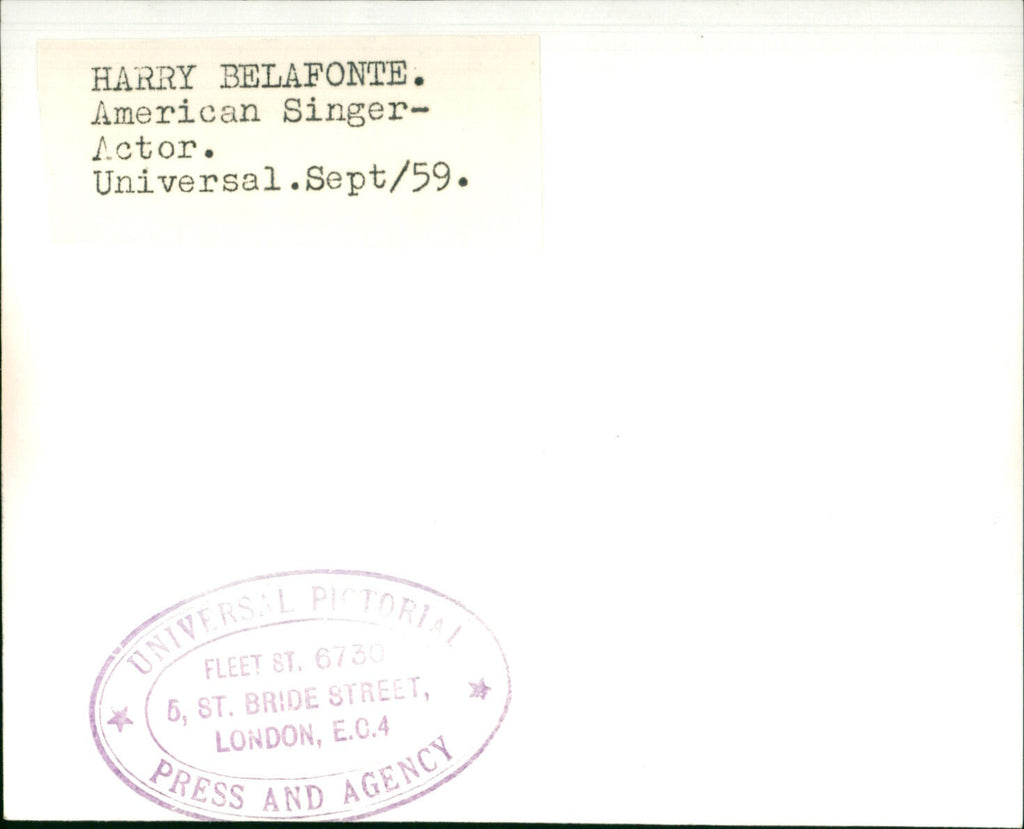 HARRY BELAFONTE.
American Singer-
Actor.
Universal.Sept/59.
UNIVERSAL PICTORIAL
FLEET ST. 6730
5, ST. BRIDE STREET,
LONDON, E.C.4
PRESS AND AGENCY